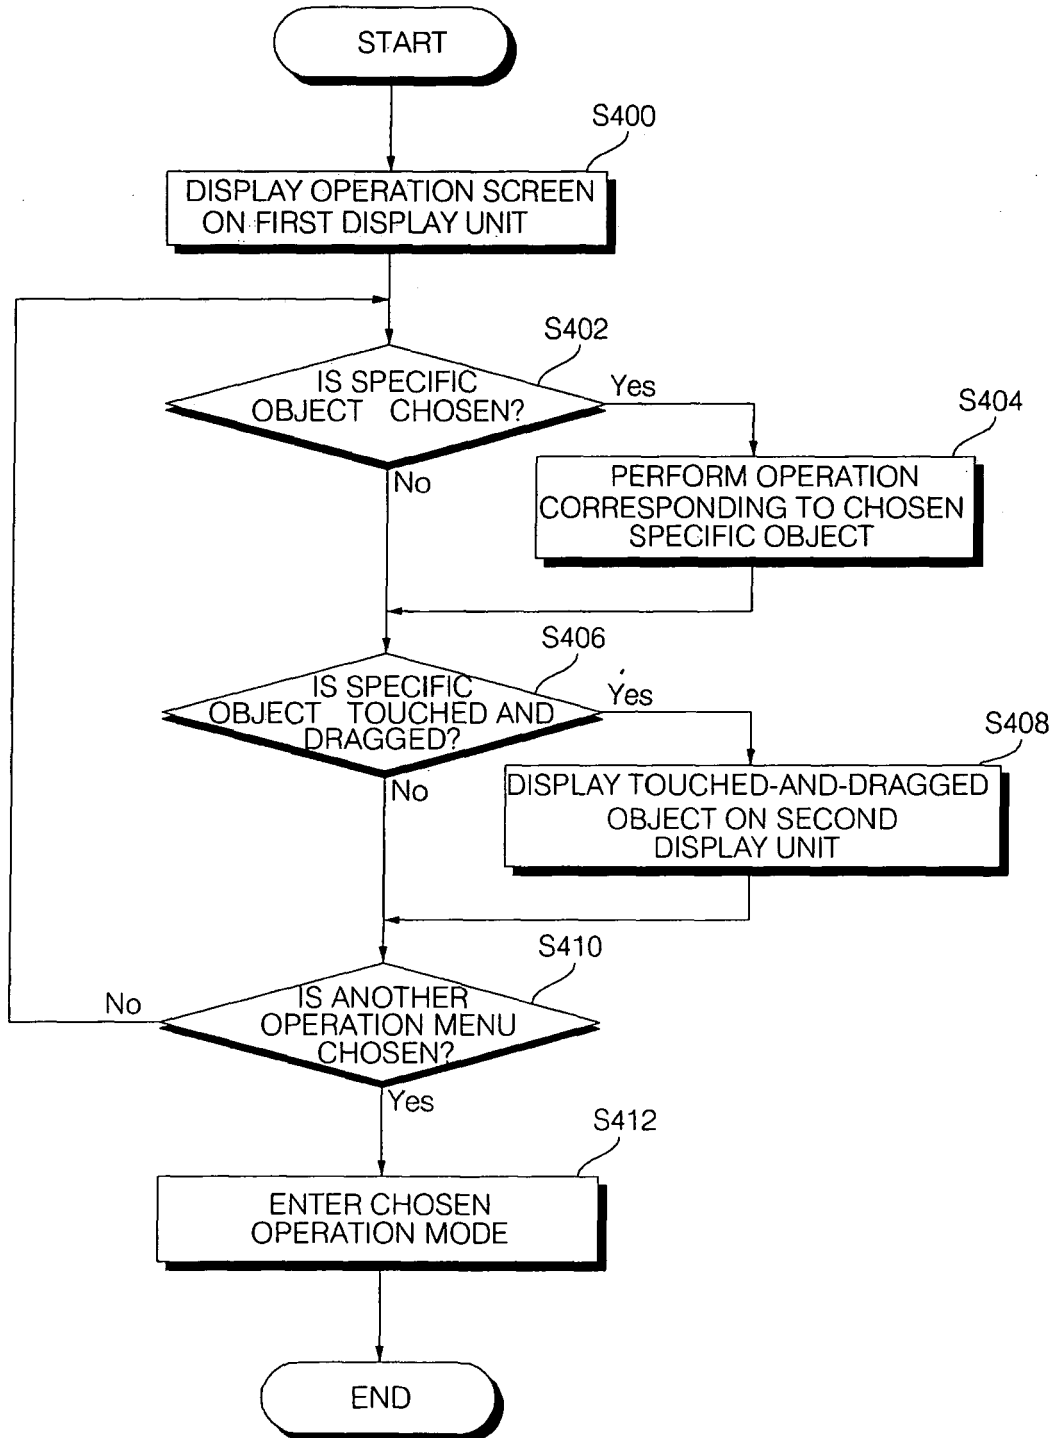 START
S400
DISPLAY OPERATION SCREEN
ON FIRST DISPLAY UNIT
S402
IS SPECIFIC
OBJECT CHOSEN?
Yes
No
S404
PERFORM OPERATION
CORRESPONDING TO CHOSEN
SPECIFIC OBJECT
S406
IS SPECIFIC
OBJECT TOUCHED AND
DRAGGED?
Yes
No
S408
DISPLAY TOUCHED-AND-DRAGGED
OBJECT ON SECOND
DISPLAY UNIT
S410
IS ANOTHER
OPERATION MENU
CHOSEN?
No
Yes
S412
ENTER CHOSEN
OPERATION MODE
END